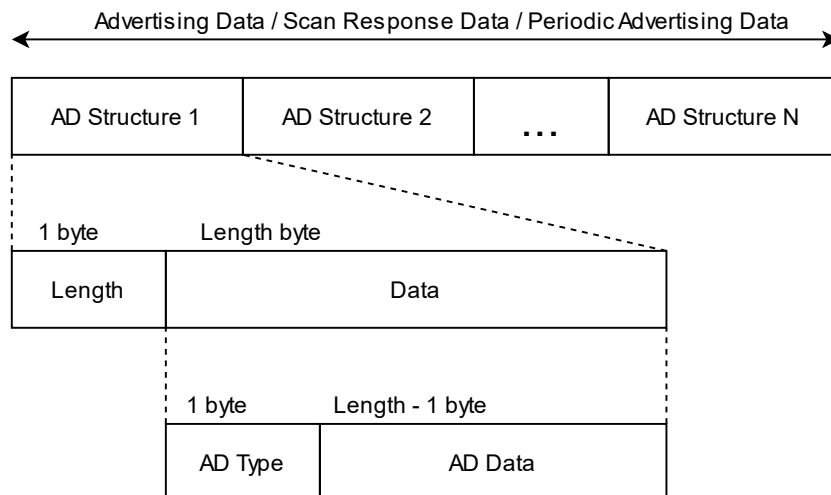 Advertising Data / Scan Response Data / Periodic Advertising Data
AD Structure 1 AD Structure 2 ... AD Structure N
1 byte Length byte
Length Data
1 byte Length - 1 byte
AD Type AD Data